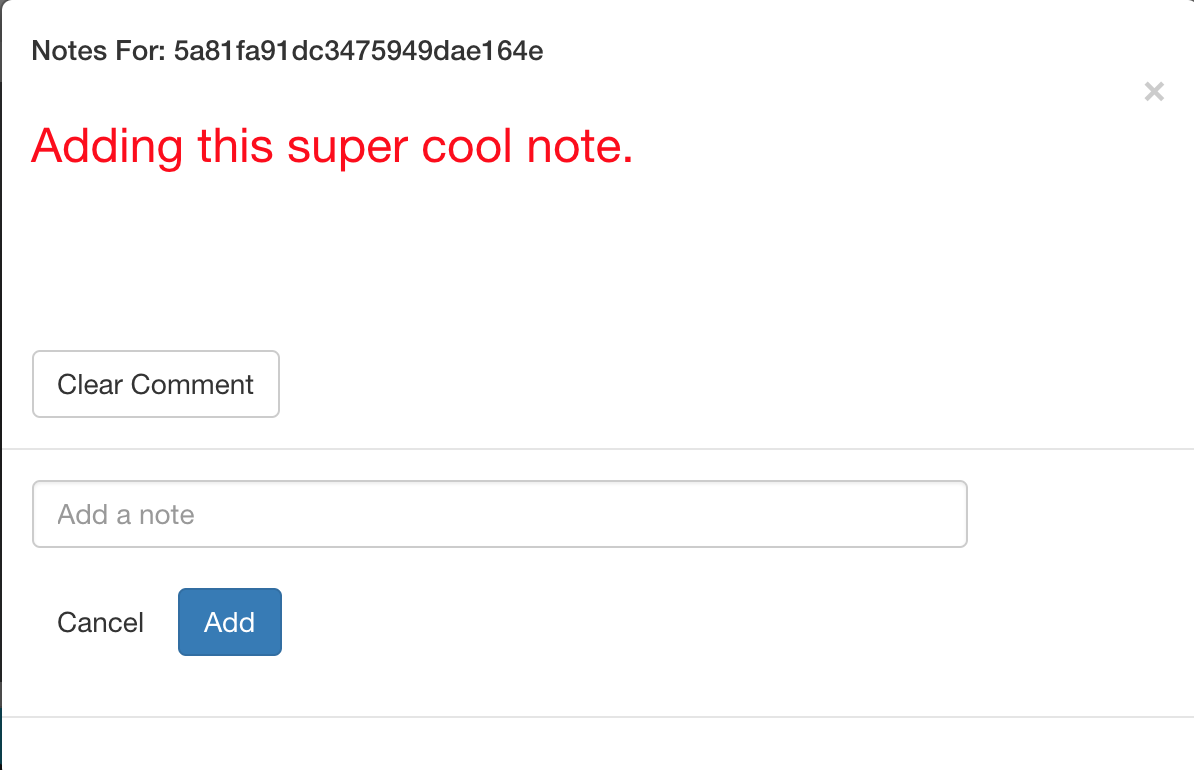 Notes For: 5a81fa91dc3475949dae164e
×
Adding this super cool note.
Clear Comment
Add a note
Cancel
Add